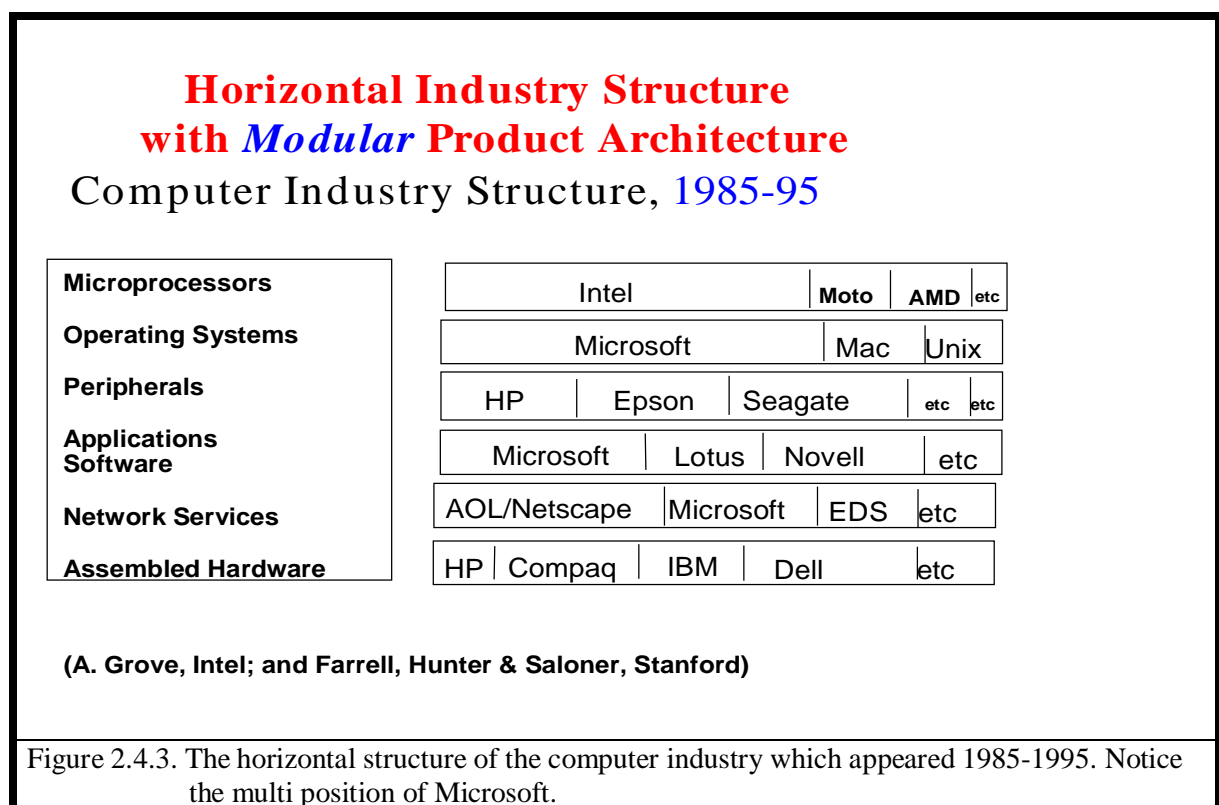 Horizontal Industry Structure
with Modular Product Architecture
Computer Industry Structure, 1985-95
Microprocessors
Intel Moto AMD etc
Operating Systems
Microsoft Mac Unix
Peripherals
HP Epson Seagate etc etc
Applications
Software
Microsoft Lotus Novell etc
Network Services
AOL/Netscape Microsoft EDS etc
Assembled Hardware
HP Compaq IBM Dell etc
(A. Grove, Intel; and Farrell, Hunter & Saloner, Stanford)
Figure 2.4.3. The horizontal structure of the computer industry which appeared 1985-1995. Notice
the multi position of Microsoft.